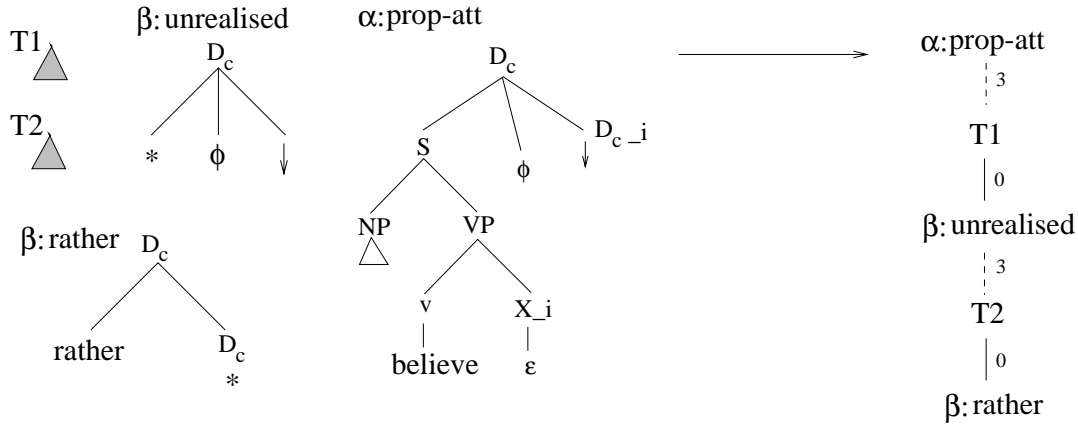 T1
T2
β:unrealised
D_c
* ϕ ↓
β:rather
D_c
rather
D_c
*
α:prop-att
D_c
S
ϕ
D_c _i
↓
NP
VP
v
X_i
believe
ε
α:prop-att
3
T1
0
β:unrealised
3
T2
0
β:rather